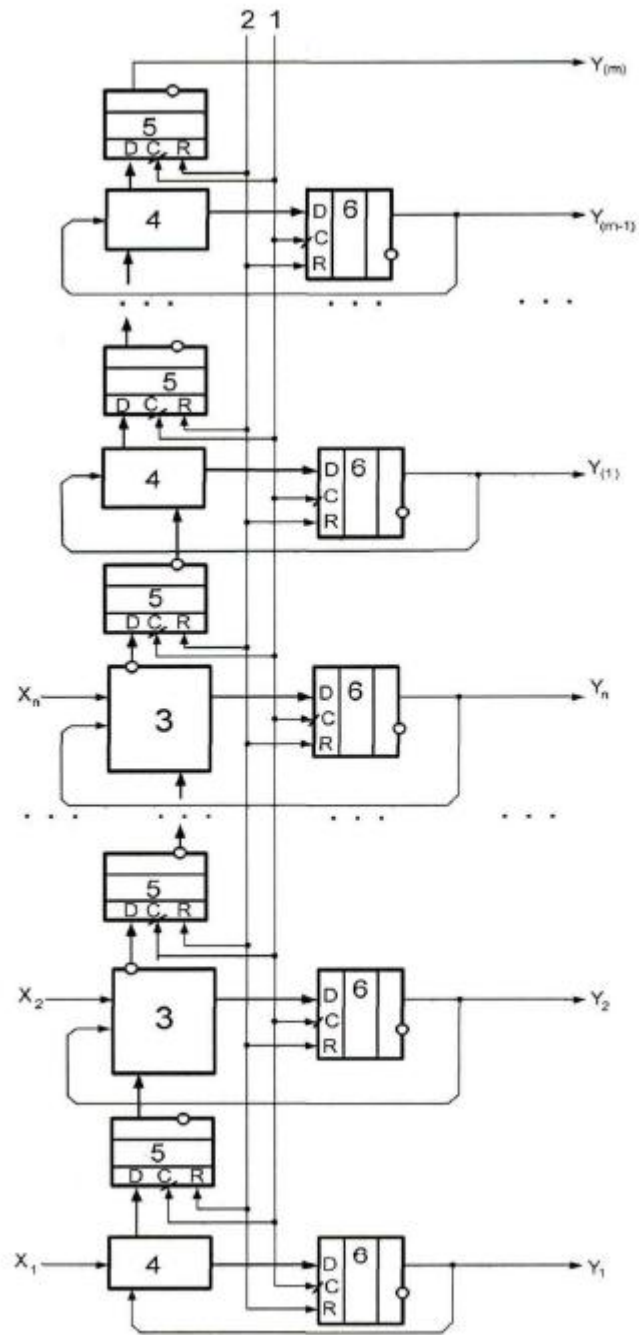 2 1
Y(m)
5
D C R
4
D 6
C
R
Y(m-1)
. . . . . . . . .
5
D C R
4
D 6
C
R
Y(1)
5
D C R
Xn
3
D 6
C
R
Yn
. . . . . . . . . . . .
5
D C R
X2
3
D 6
C
R
Y2
5
D C R
X1
4
D 6
C
R
Y1